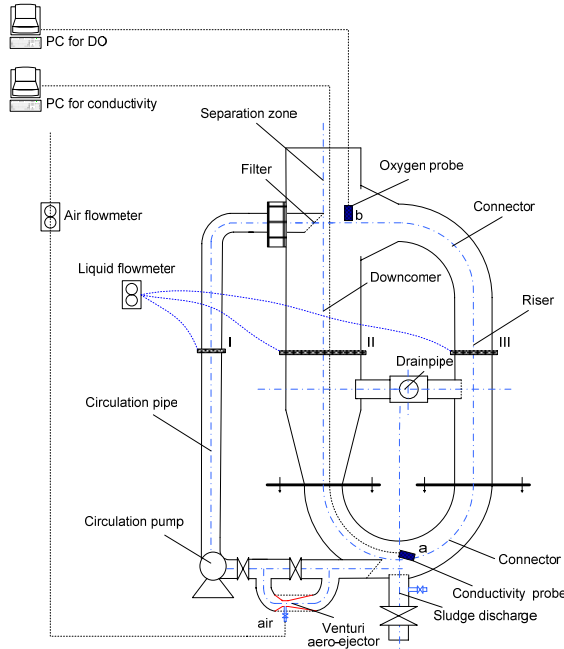 PC for DO
PC for conductivity
Separation zone
Filter
Oxygen probe
b
Connector
Air flowmeter
Liquid flowmeter
Downcomer
Riser
I
II
III
Drainpipe
Circulation pipe
Circulation pump
a
Connector
Conductivity probe
Sludge discharge
air
Venturi
aero-ejector